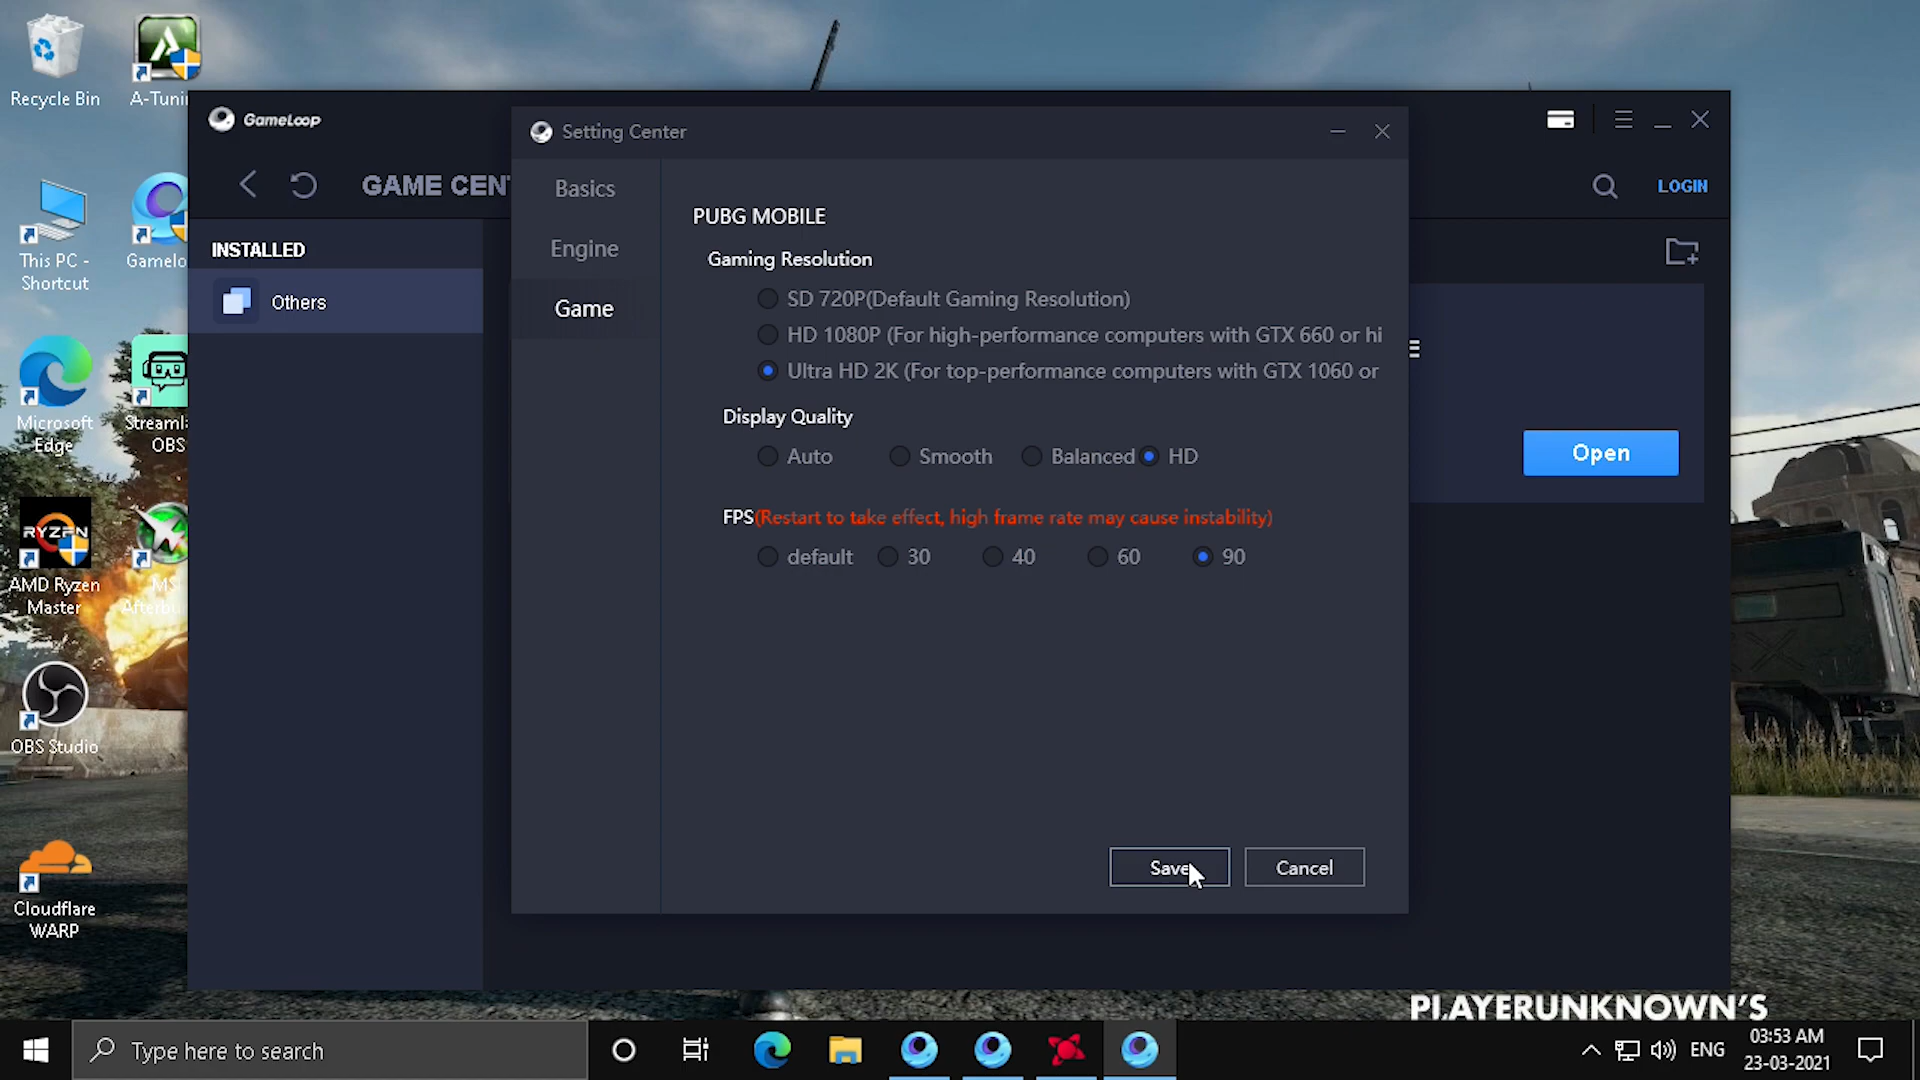 Recycle Bin
A-Tuni
GameLoop
Setting Center
GAME CEN
LOGIN
Basics
Engine
Game
INSTALLED
Others
PUBG MOBILE
Gaming Resolution
SD 720P(Default Gaming Resolution)
HD 1080P (For high-performance computers with GTX 660 or hi
Ultra HD 2K (For top-performance computers with GTX 1060 or
Display Quality
Auto
Smooth
Balanced
HD
FPS(Restart to take effect, high frame rate may cause instability)
default
30
40
60
90
Open
Save
Cancel
This PC -
Shortcut
Gamelo
Microsoft
Edge
Streamla
OBS
RYZEN
AMD Ryzen
Master
MSI
Afterbu
OBS Studio
Cloudflare
WARP
PLAYERUNKNOWN'S
Type here to search
ENG
03:53 AM
23-03-2021